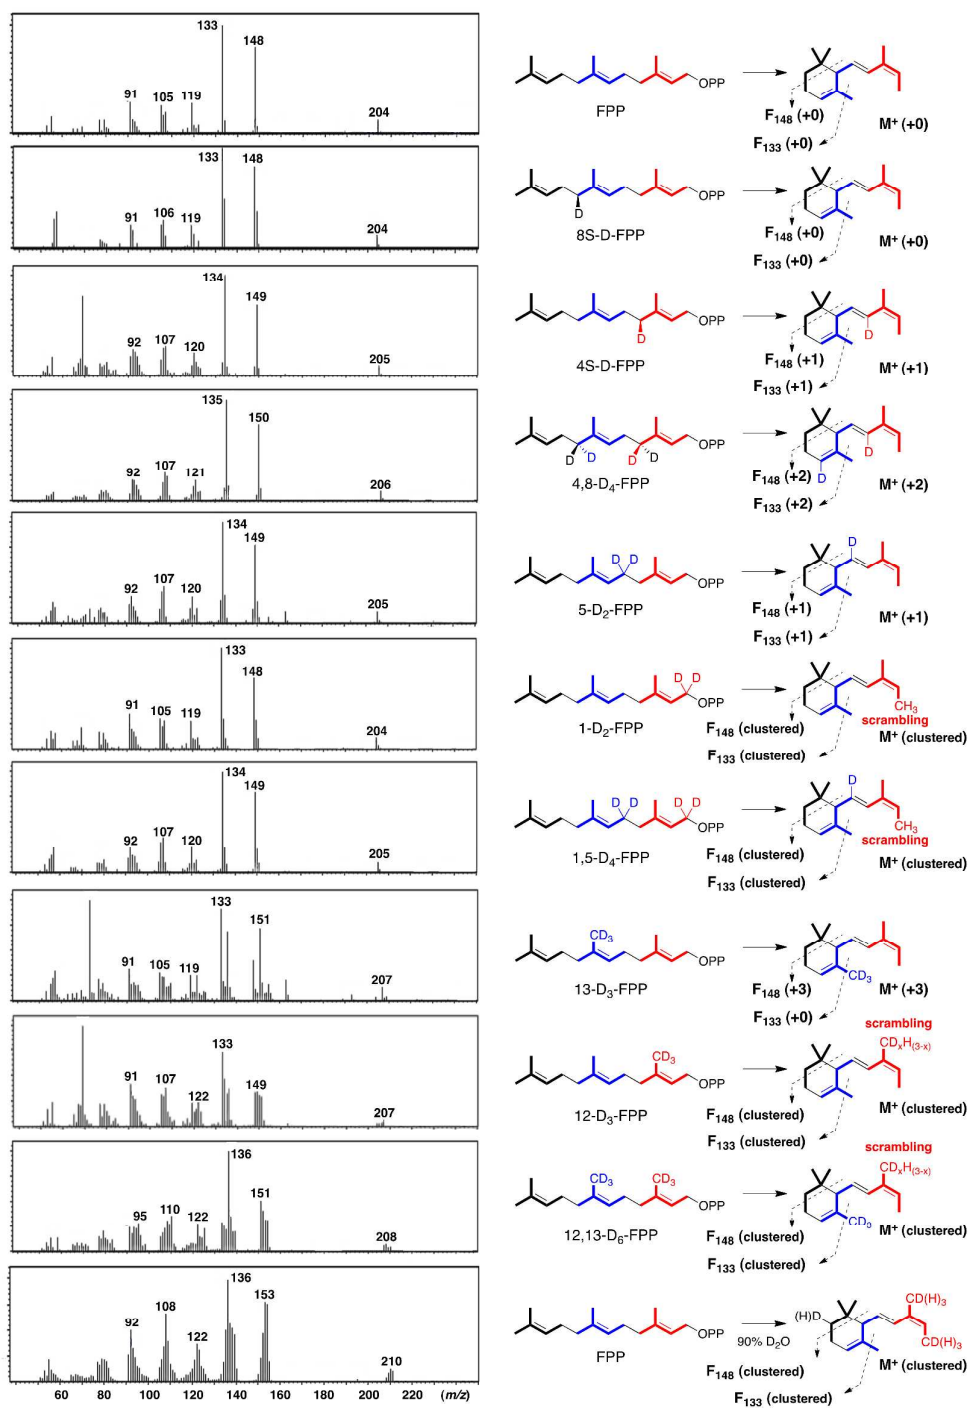 133
148
91
105
119
204
OPP
FPP
F148 (+0)
F133 (+0)
M+ (+0)
133
148
91
106
119
204
D
OPP
8S-D-FPP
F148 (+0)
F133 (+0)
M+ (+0)
134
149
92
107
120
205
D
OPP
4S-D-FPP
D
F148 (+1)
F133 (+1)
M+ (+1)
135
150
92
107
121
206
D D
D D
OPP
4,8-D4-FPP
D
D
F148 (+2)
F133 (+2)
M+ (+2)
134
149
92
107
120
205
D D
OPP
5-D2-FPP
D
F148 (+1)
F133 (+1)
M+ (+1)
133
148
91
105
119
204
D D
OPP
1-D2-FPP
CH3
scrambling
F148 (clustered)
F133 (clustered)
M+ (clustered)
134
149
92
107
120
205
D D
D D
OPP
1,5-D4-FPP
D
CH3
scrambling
F148 (clustered)
F133 (clustered)
M+ (clustered)
133
151
91
105
119
207
CD3
OPP
13-D3-FPP
CD3
F148 (+3)
F133 (+0)
M+ (+3)
133
91
107
122
149
207
CD3
OPP
12-D3-FPP
scrambling
CDxH(3-x)
F148 (clustered)
F133 (clustered)
M+ (clustered)
136
151
95
110
122
208
CD3
CD3
OPP
12,13-D6-FPP
scrambling
CDxH(3-x)
CD3
F148 (clustered)
F133 (clustered)
M+ (clustered)
136
153
92
108
122
210
OPP
FPP
90% D2O
(H)D
CD(H)3
CD(H)3
F148 (clustered)
F133 (clustered)
M+ (clustered)
60 80 100 120 140 160 180 200 220 (m/z)